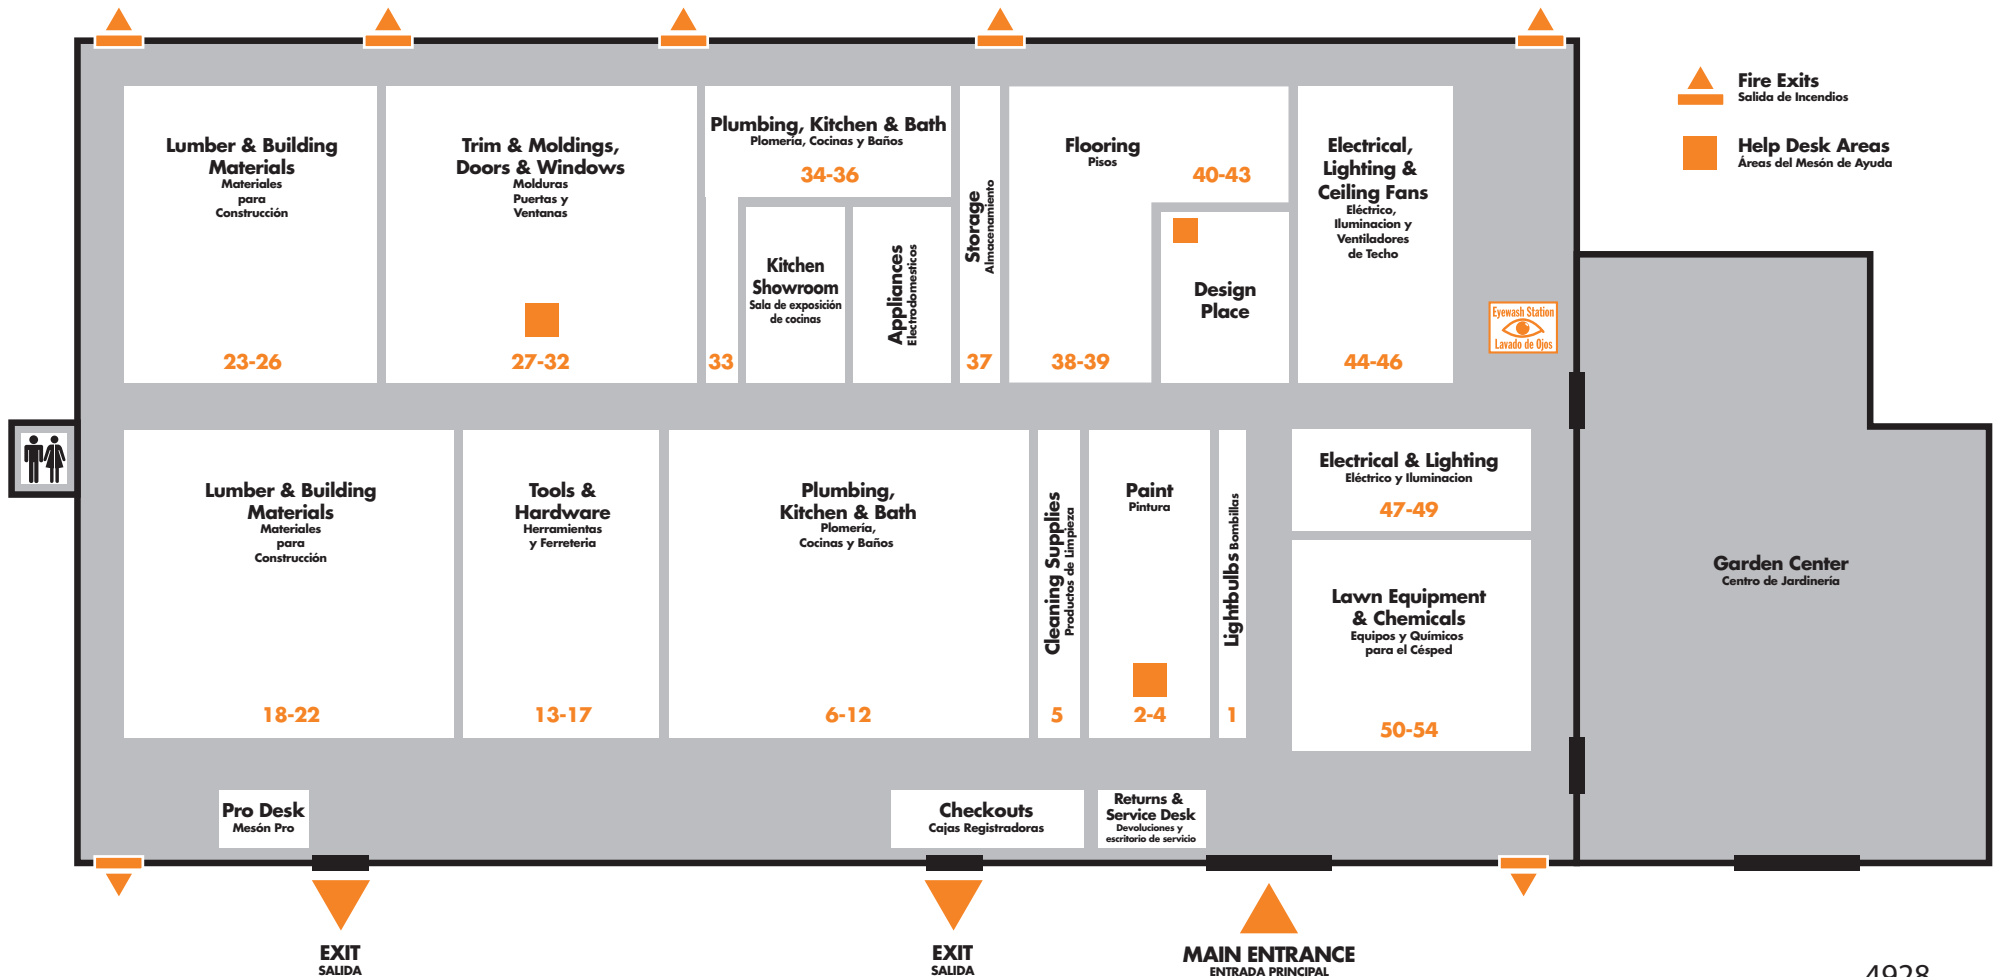 Fire Exits
Salida de Incendios
Help Desk Areas
Áreas del Mesón de Ayuda
Lumber & Building
Materials
Materiales
para
Construcción
23-26
Trim & Moldings,
Doors & Windows
Molduras
Puertas y
Ventanas
27-32
Plumbing, Kitchen & Bath
Plomería, Cocinas y Baños
34-36
33
Kitchen
Showroom
Sala de exposición
de cocinas
Appliances
Electrodomesticos
Storage
Almacenamiento
37
Flooring
Pisos
40-43
38-39
Design
Place
Electrical,
Lighting &
Ceiling Fans
Eléctrico,
Iluminacion y
Ventiladores
de Techo
44-46
Eyewash Station
Lavado de Ojos
Lumber & Building
Materials
Materiales
para
Construcción
18-22
Tools &
Hardware
Herramientas
y Ferreteria
13-17
Plumbing,
Kitchen & Bath
Plomería,
Cocinas y Baños
6-12
Cleaning Supplies
Productos de Limpieza
5
Paint
Pintura
2-4
Lightbulbs Bombillas
1
Electrical & Lighting
Eléctrico y Iluminacion
47-49
Lawn Equipment
& Chemicals
Equipos y Químicos
para el Césped
50-54
Garden Center
Centro de Jardinería
Pro Desk
Mesón Pro
Checkouts
Cajas Registradoras
Returns &
Service Desk
Devoluciones y
escritorio de servicio
EXIT
SALIDA
EXIT
SALIDA
MAIN ENTRANCE
ENTRADA PRINCIPAL
4928